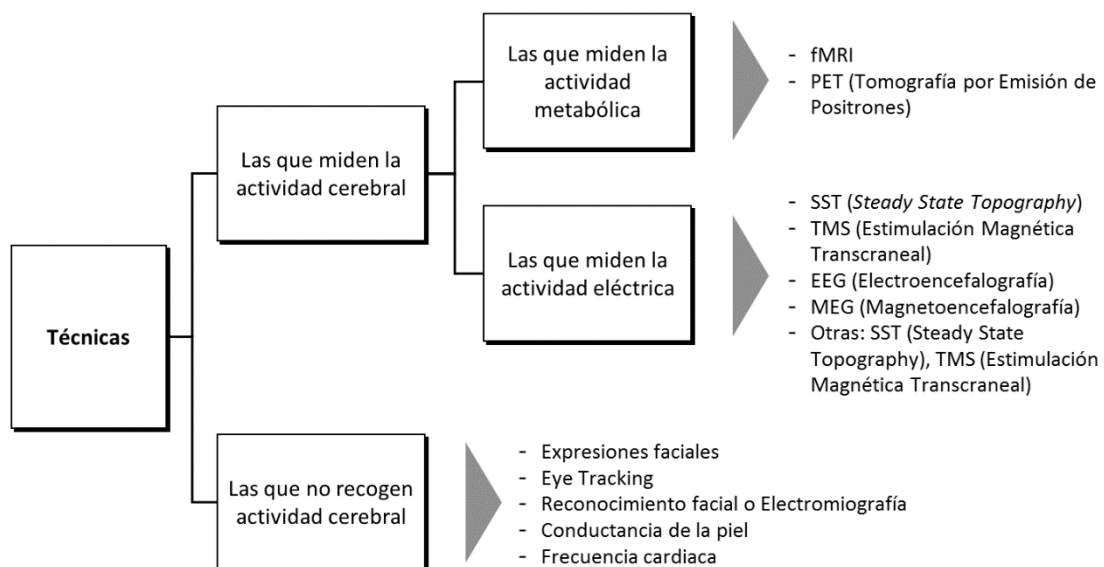 Técnicas
Las que miden la
actividad cerebral
Las que miden la
actividad
metabólica
- fMRI
- PET (Tomografía por Emisión de
Positrones)
Las que miden la
actividad eléctrica
- SST (Steady State Topography)
- TMS (Estimulación Magnética
Transcraneal)
- EEG (Electroencefalografía)
- MEG (Magnetoencefalografía)
- Otras: SST (Steady State
Topography), TMS (Estimulación
Magnética Transcraneal)
Las que no recogen
actividad cerebral
- Expresiones faciales
- Eye Tracking
- Reconocimiento facial o Electromiografía
- Conductancia de la piel
- Frecuencia cardiaca